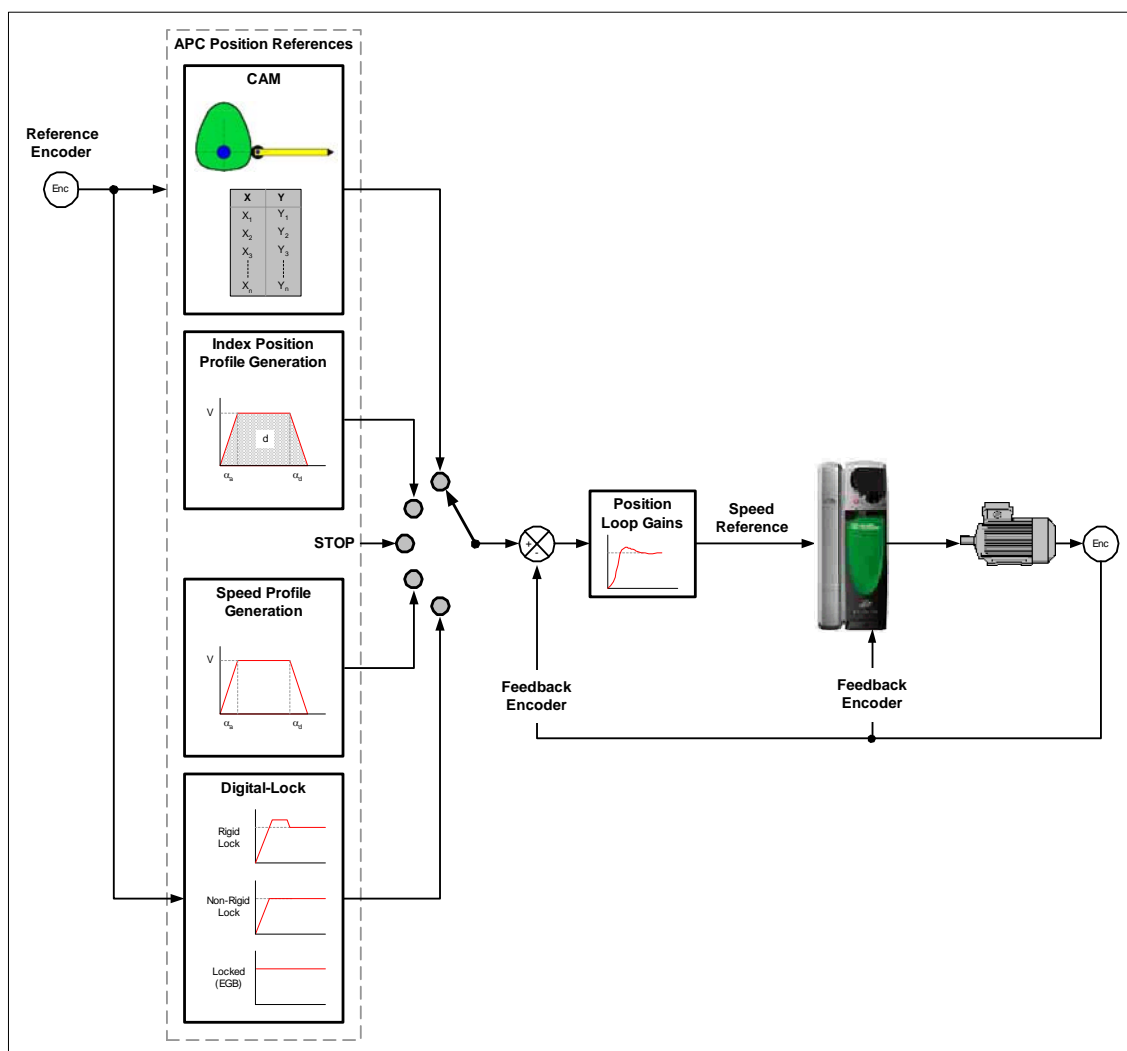 APC Position References
CAM
Reference
Encoder
Enc
X Y
X1 Y1
X2 Y2
X3 Y3
Xn Yn
Index Position
Profile Generation
V
d
αa αd
STOP
Speed Profile
Generation
V
αa αd
Digital-Lock
Rigid
Lock
Non-Rigid
Lock
Locked
(EGB)
+
-
Position
Loop Gains
Speed
Reference
Enc
Feedback
Encoder
Feedback
Encoder